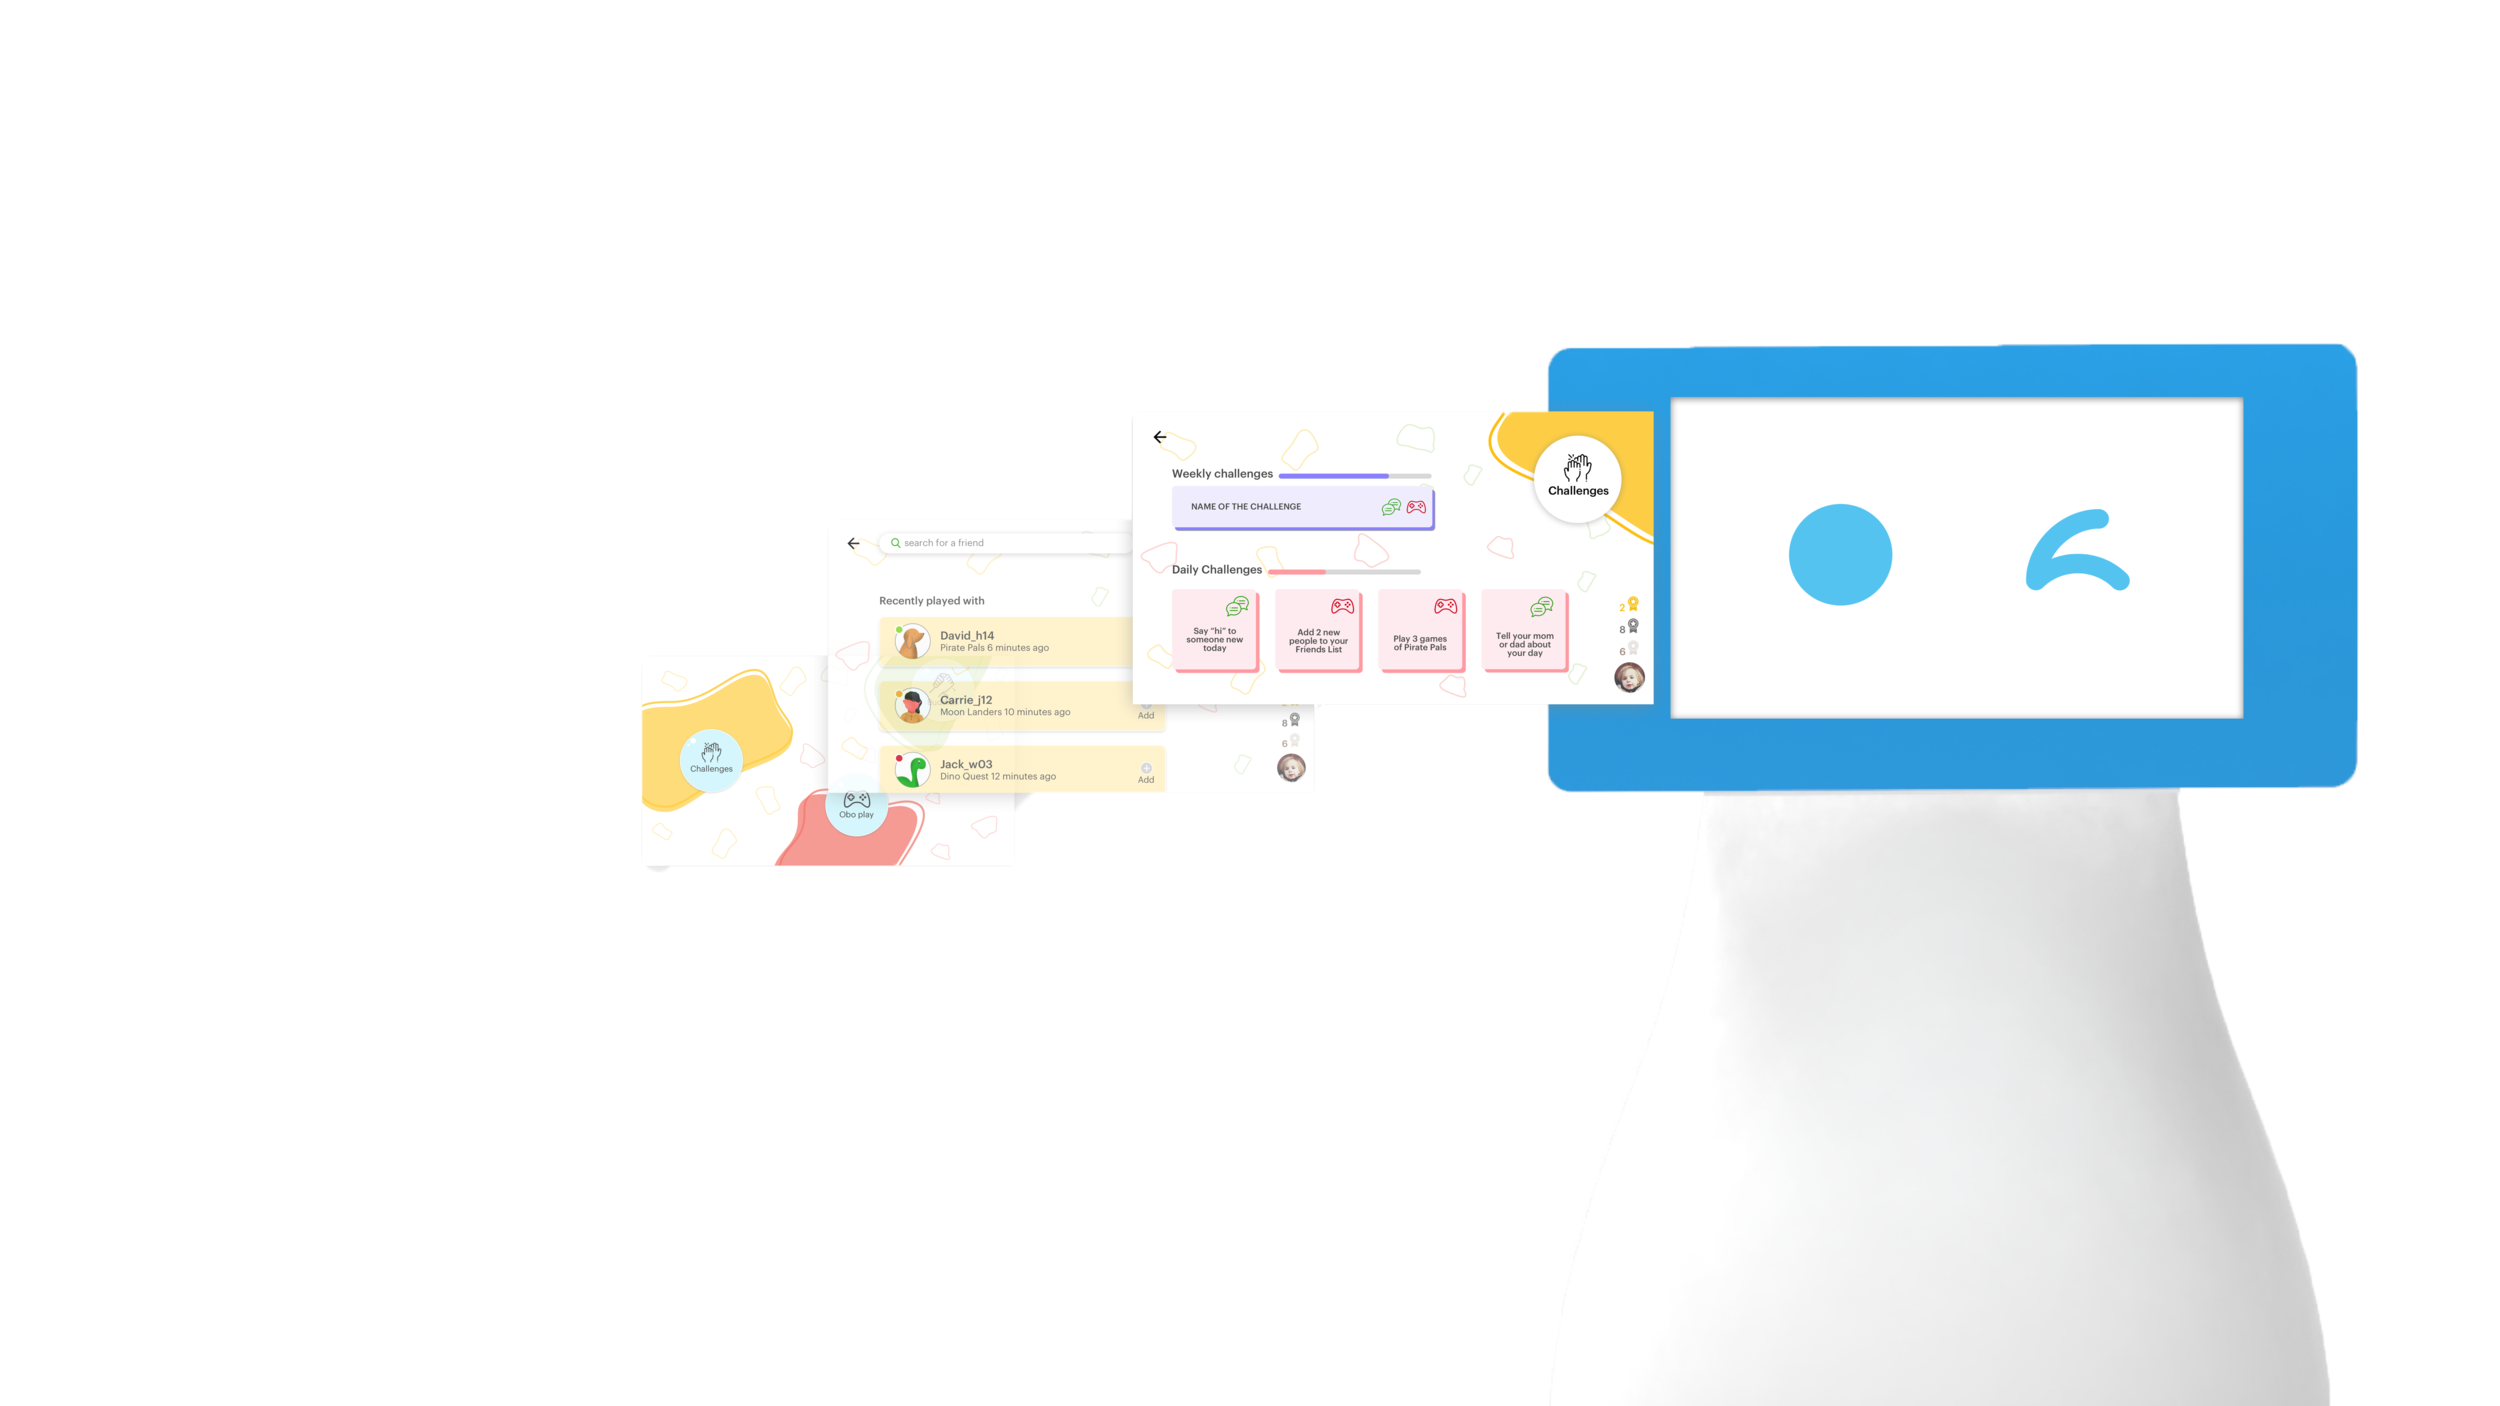 Weekly challenges
NAME OF THE CHALLENGE
Challenges
Daily Challenges
Say “hi” to
someone new
today
Add 2 new
people to your
Friends List
Play 3 games
of Pirate Pals
Tell your mom
or dad about
your day
2
8
6
search for a friend
Recently played with
David_h14
Pirate Pals 6 minutes ago
Carrie_j12
Moon Landers 10 minutes ago
Add
Jack_w03
Dino Quest 12 minutes ago
Add
8
6
Challenges
Obo play